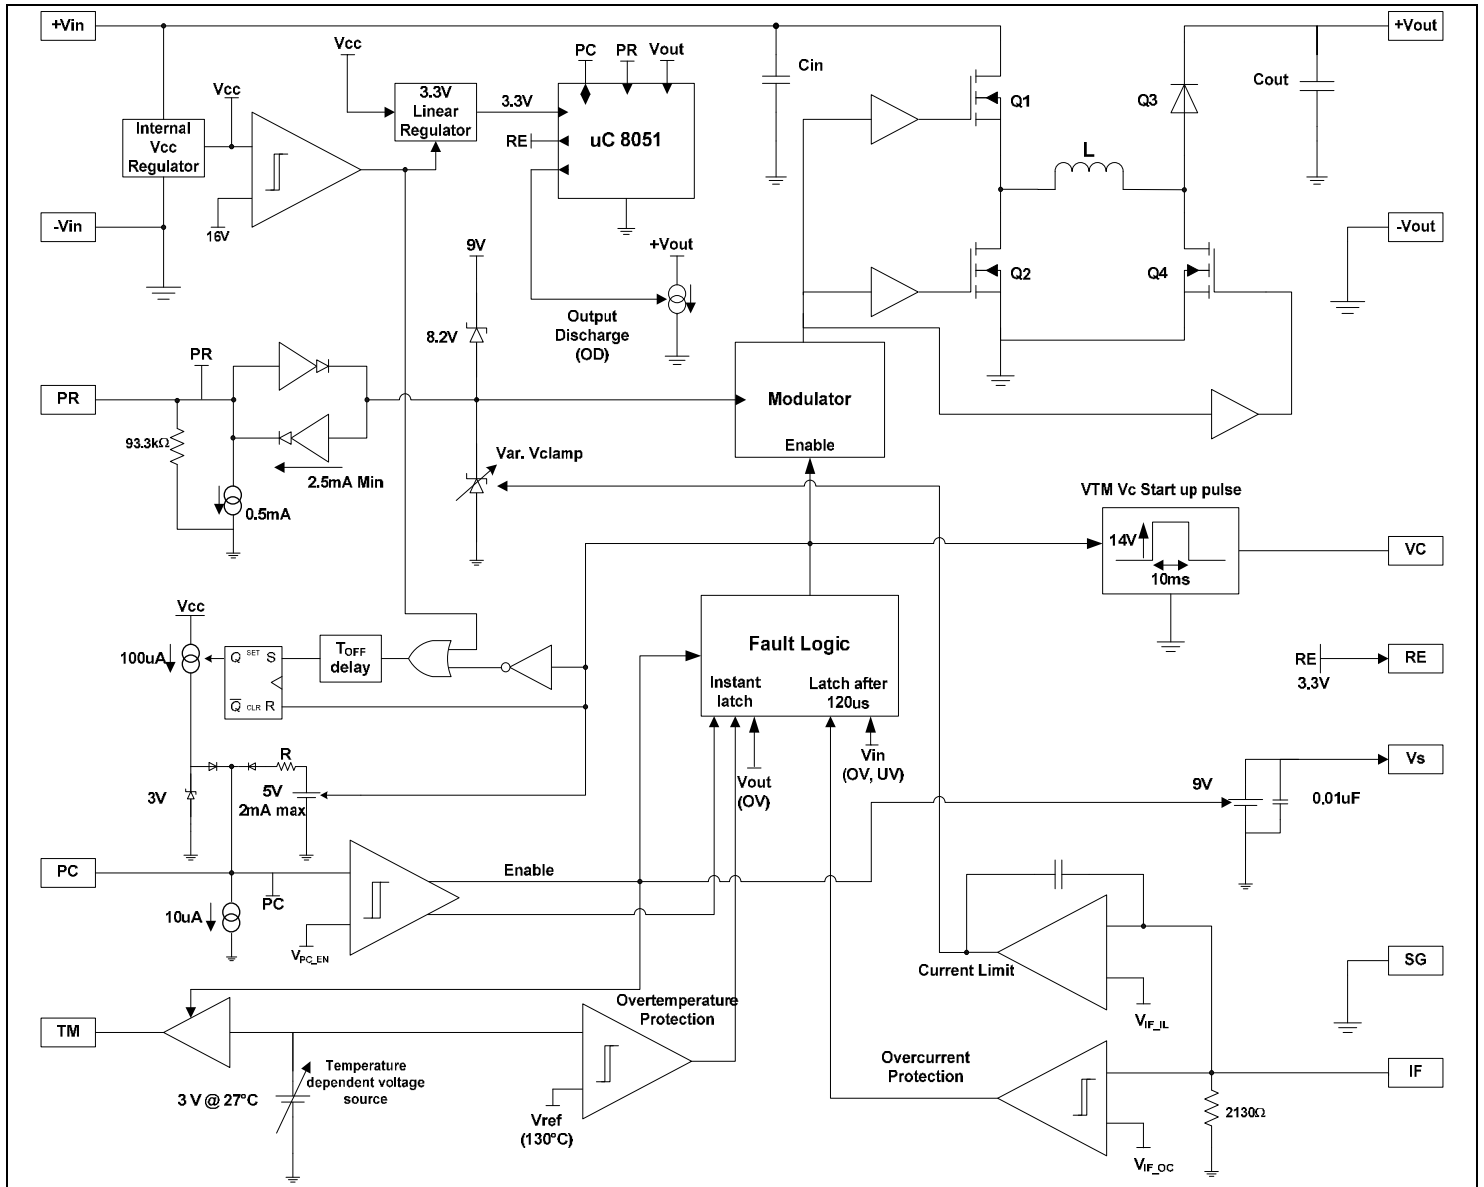 +Vin
Vcc
PC PR Vout
+Vout
Vcc
3.3V
Linear
Regulator
3.3V
RE
uC 8051
Cin
Q1
Q3
Cout
Internal
Vcc
Regulator
16V
L
-Vin
-Vout
9V
+Vout
Q2
Q4
8.2V
Output
Discharge
(OD)
PR
PR
93.3kΩ
2.5mA Min
0.5mA
Var. Vclamp
Modulator
Enable
VTM Vc Start up pulse
14V
10ms
VC
Vcc
100uA
Q SET S
Q CLR R
TOFF
delay
Fault Logic
Instant
latch
Latch after
120us
RE
3.3V
RE
R
3V
5V
2mA max
Vout
(OV)
Vin
(OV, UV)
9V
0.01uF
Vs
PC
PC
10uA
VPC_EN
Enable
Current Limit
VIF_IL
SG
TM
Overtemperature
Protection
3 V @ 27°C
Temperature
dependent voltage
source
Vref
(130°C)
Overcurrent
Protection
VIF_OC
2130Ω
IF